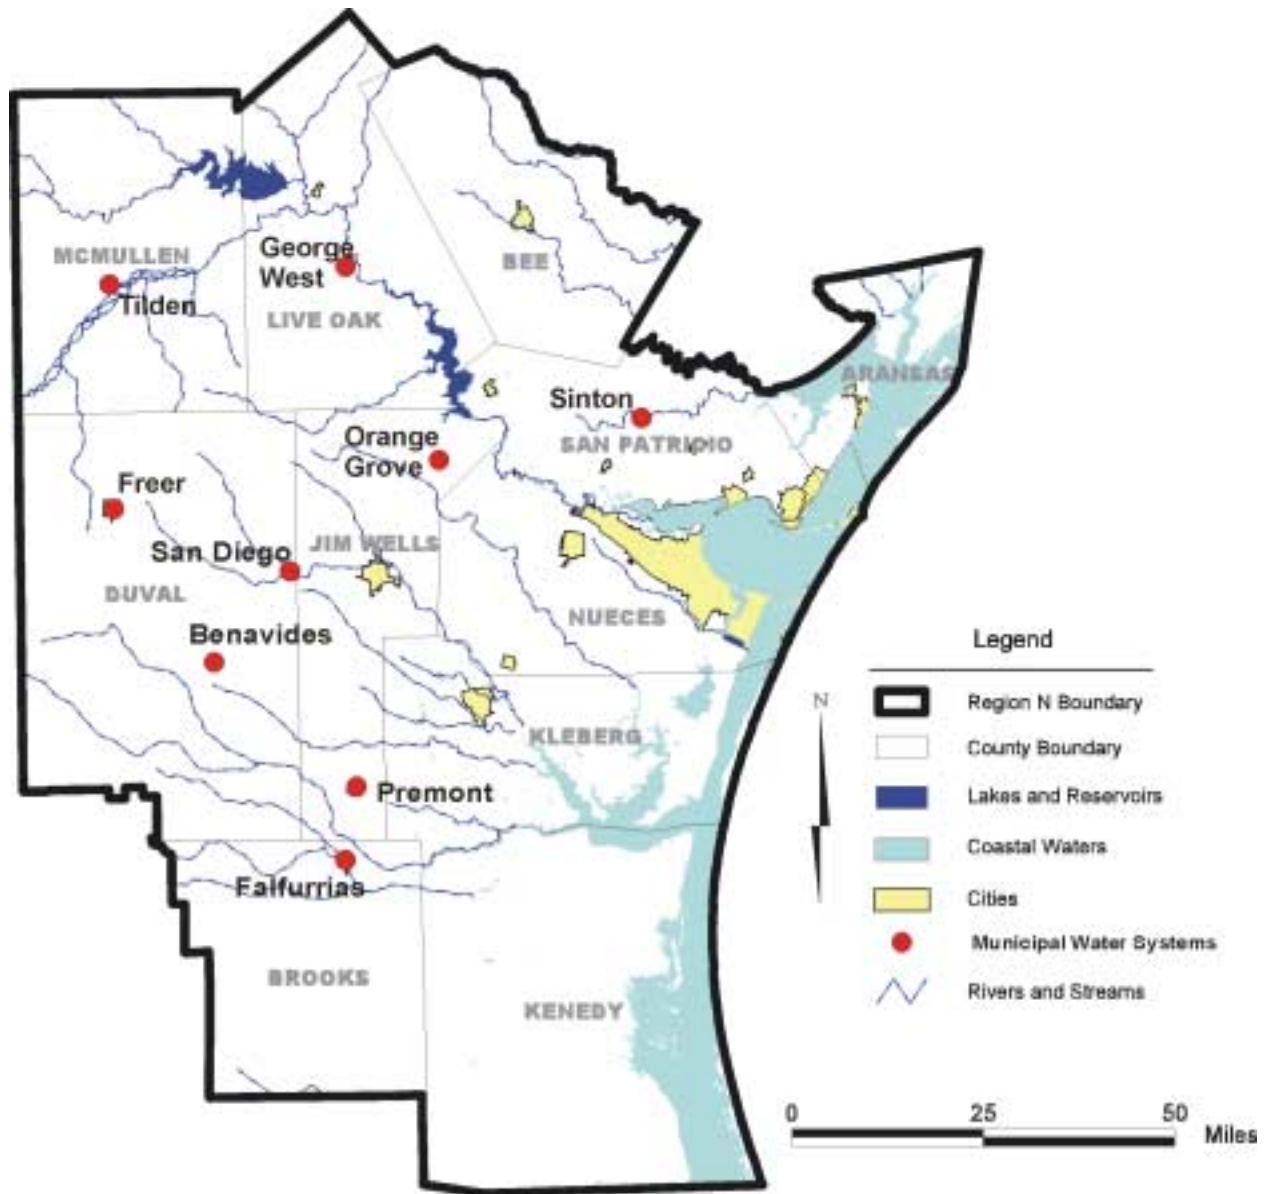 George
West
MCMULLEN
BEE
Tilden
LIVE OAK
ARANSAS
Sinton
Orange
Grove
SAN PATRICIO
Freer
San Diego
JIM WELLS
DUVAL
NUECES
Benavides
Legend
N
Region N Boundary
KLEBERG
County Boundary
Premont
Lakes and Reservoirs
Coastal Waters
Falfurrias
Cities
Municipal Water Systems
BROOKS
Rivers and Streams
KENEDY
0 25 50
Miles